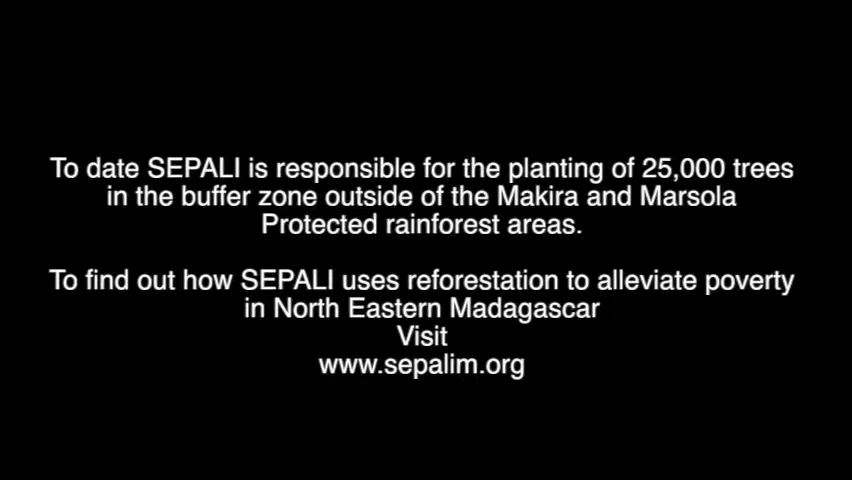 To date SEPALI is responsible for the planting of 25,000 trees
in the buffer zone outside of the Makira and Marsola
Protected rainforest areas.
To find out how SEPALI uses reforestation to alleviate poverty
in North Eastern Madagascar
Visit
www.sepalim.org